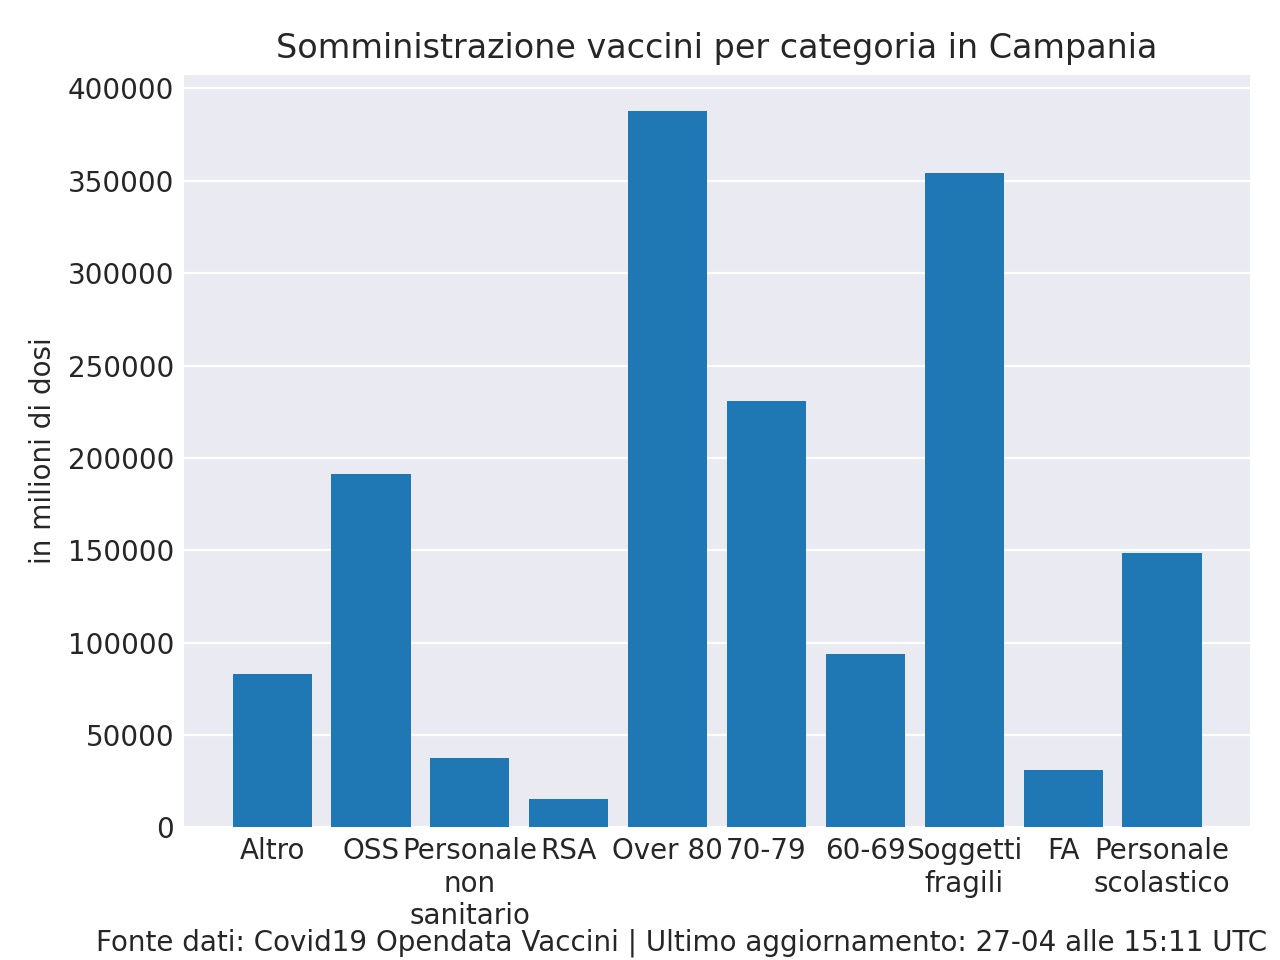 Somministrazione vaccini per categoria in Campania
400000
350000
300000
250000
200000
150000
100000
50000
0
in milioni di dosi
Altro
OSS
Personale
non
sanitario
RSA
Over 80
70-79
60-69
Soggetti
fragili
FA
Personale
scolastico
Fonte dati: Covid19 Opendata Vaccini | Ultimo aggiornamento: 27-04 alle 15:11 UTC